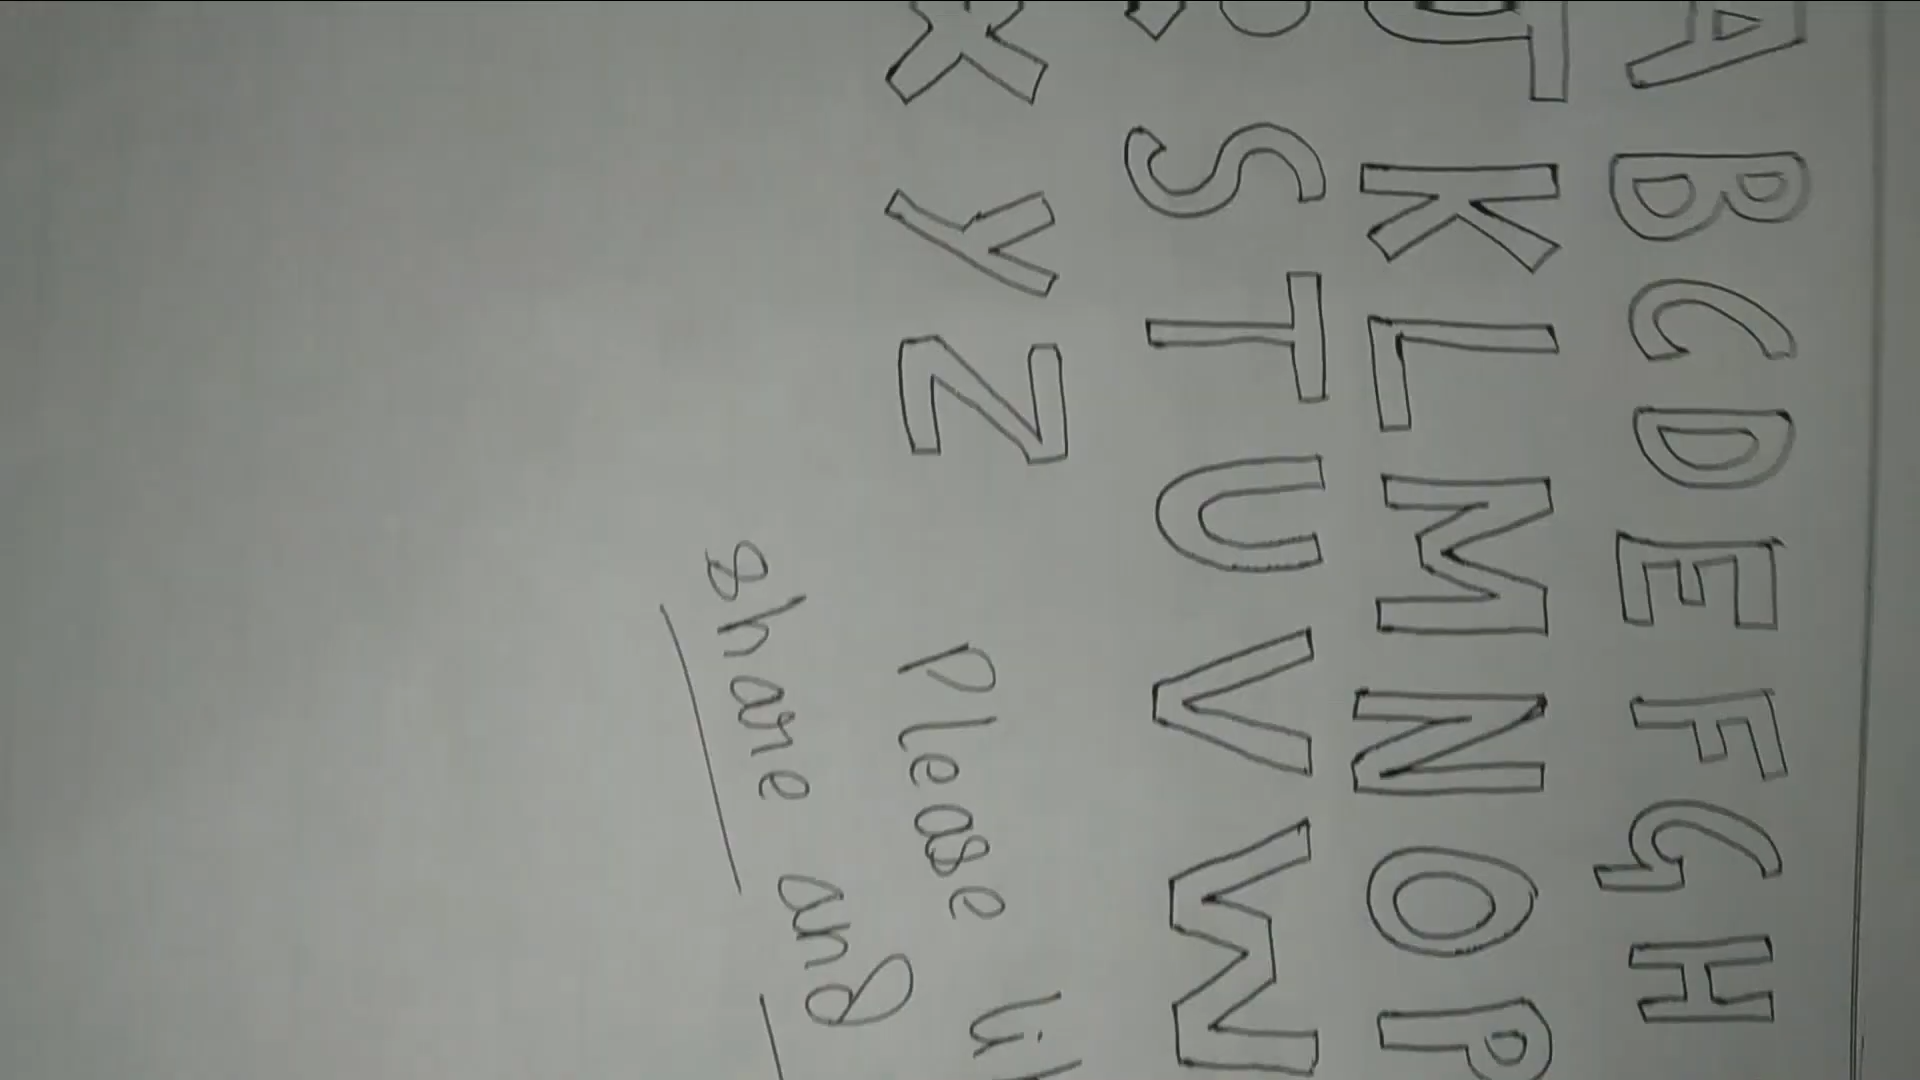 A B C D E F G H
J K L M N O P
S T U V W
X Y Z
Please
share and